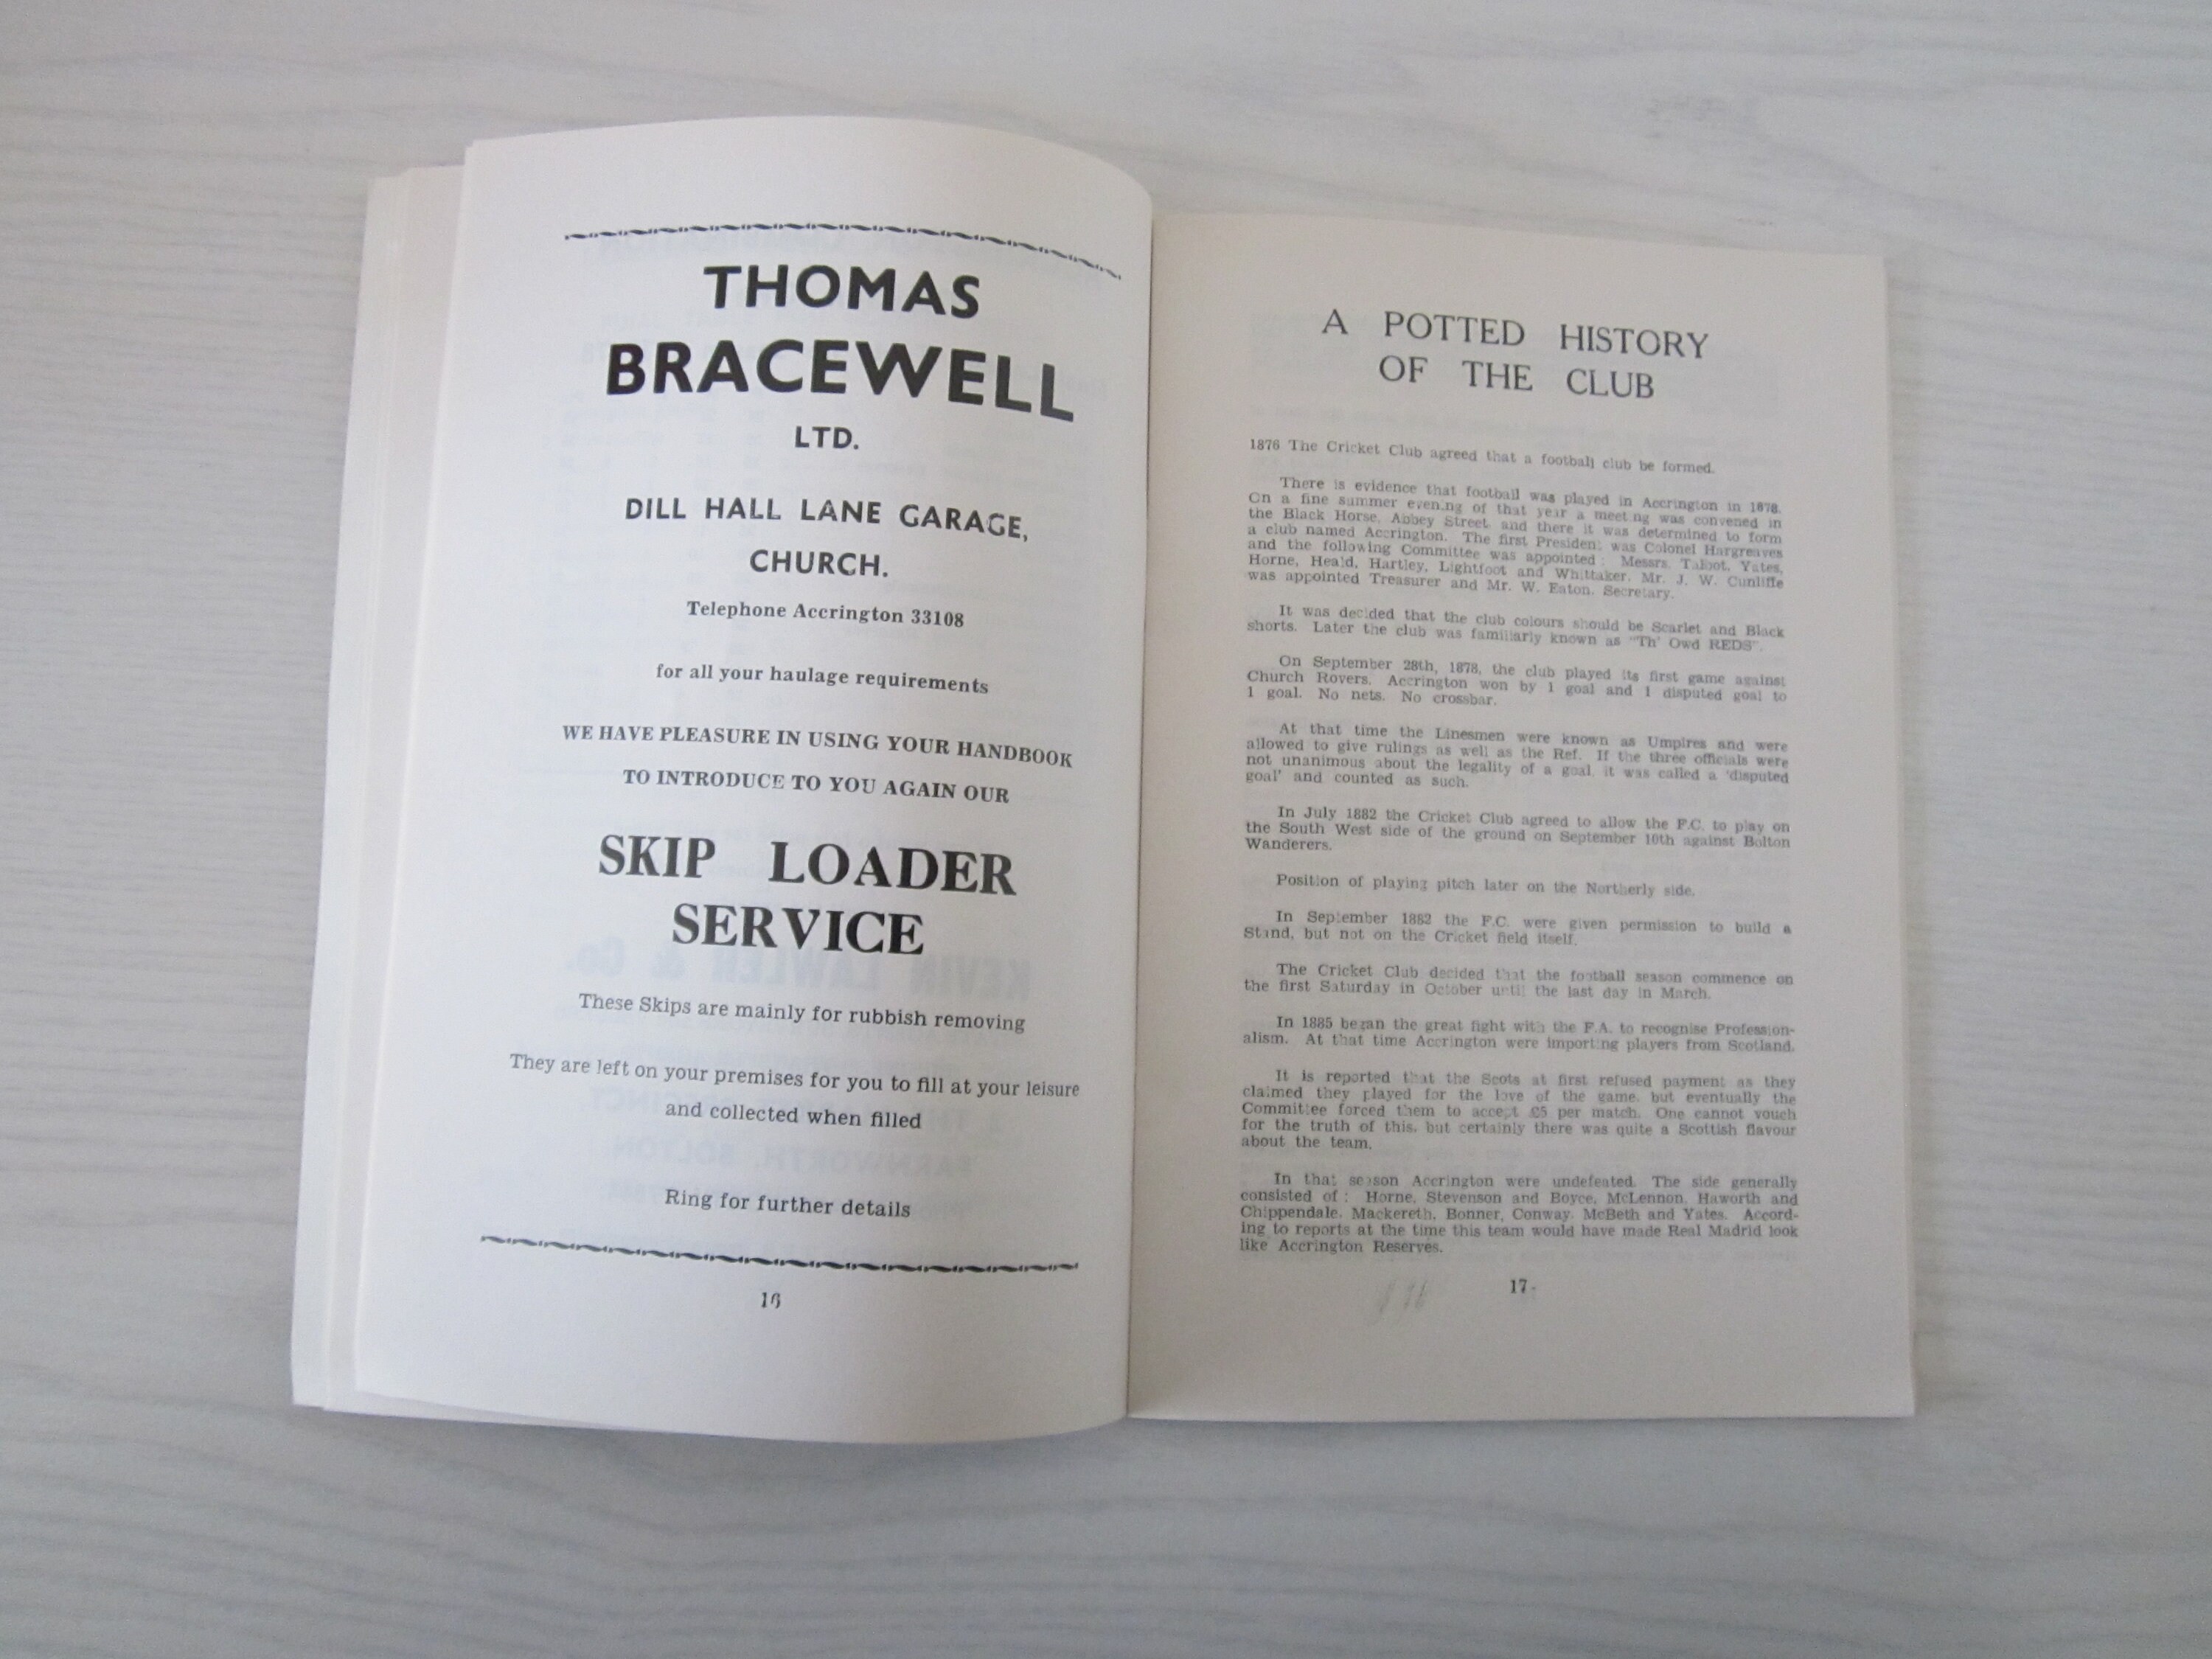 THOMAS
BRACEWELL
LTD.
DILL HALL LANE GARAGE,
CHURCH.
Telephone Accrington 33108
for all your haulage requirements
WE HAVE PLEASURE IN USING YOUR HANDBOOK
TO INTRODUCE TO YOU AGAIN OUR
SKIP LOADER
SERVICE
These Skips are mainly for rubbish removing
They are left on your premises for you to fill at your leisure
and collected when filled
Ring for further details
16
A POTTED HISTORY
OF THE CLUB
1876 The Cricket Club agreed that a football club be formed.
There is evidence that football was played in Accrington in 1878.
On a fine summer evening of that year a meeting was convened in
the Black Horse, Abbey Street, and there it was determined to form
a club named Accrington. The first President was Colonel Hargreaves
and the following Committee was appointed : Messrs. Talbot, Yates,
Horne, Heald, Hartley, Lightfoot and Whittaker. Mr. J. W. Cunliffe
was appointed Treasurer and Mr. W. Eaton, Secretary.
It was decided that the club colours should be Scarlet and Black
shorts. Later the club was familiarly known as "Th' Owd REDS".
On September 28th, 1878, the club played its first game against
Church Rovers. Accrington won by 1 goal and 1 disputed goal to
1 goal. No nets. No crossbar.
At that time the Linesmen were known as Umpires and were
allowed to give rulings as well as the Ref. If the three officials were
not unanimous about the legality of a goal, it was called a 'disputed
goal' and counted as such.
In July 1882 the Cricket Club agreed to allow the F.C. to play on
the South West side of the ground on September 10th against Bolton
Wanderers.
Position of playing pitch later on the Northerly side.
In September 1882 the F.C. were given permission to build a
Stand, but not on the Cricket field itself.
The Cricket Club decided that the football season commence on
the first Saturday in October until the last day in March.
In 1885 began the great fight with the F.A. to recognise Profession-
alism. At that time Accrington were importing players from Scotland.
It is reported that the Scots at first refused payment as they
claimed they played for the love of the game, but eventually the
Committee forced them to accept £5 per match. One cannot vouch
for the truth of this, but certainly there was quite a Scottish flavour
about the team.
In that season Accrington were undefeated. The side generally
consisted of : Horne, Stevenson and Boyce, McLennon, Haworth and
Chippendale, Mackereth, Bonner, Conway, McBeth and Yates. Accord-
ing to reports at the time this team would have made Real Madrid look
like Accrington Reserves.
17